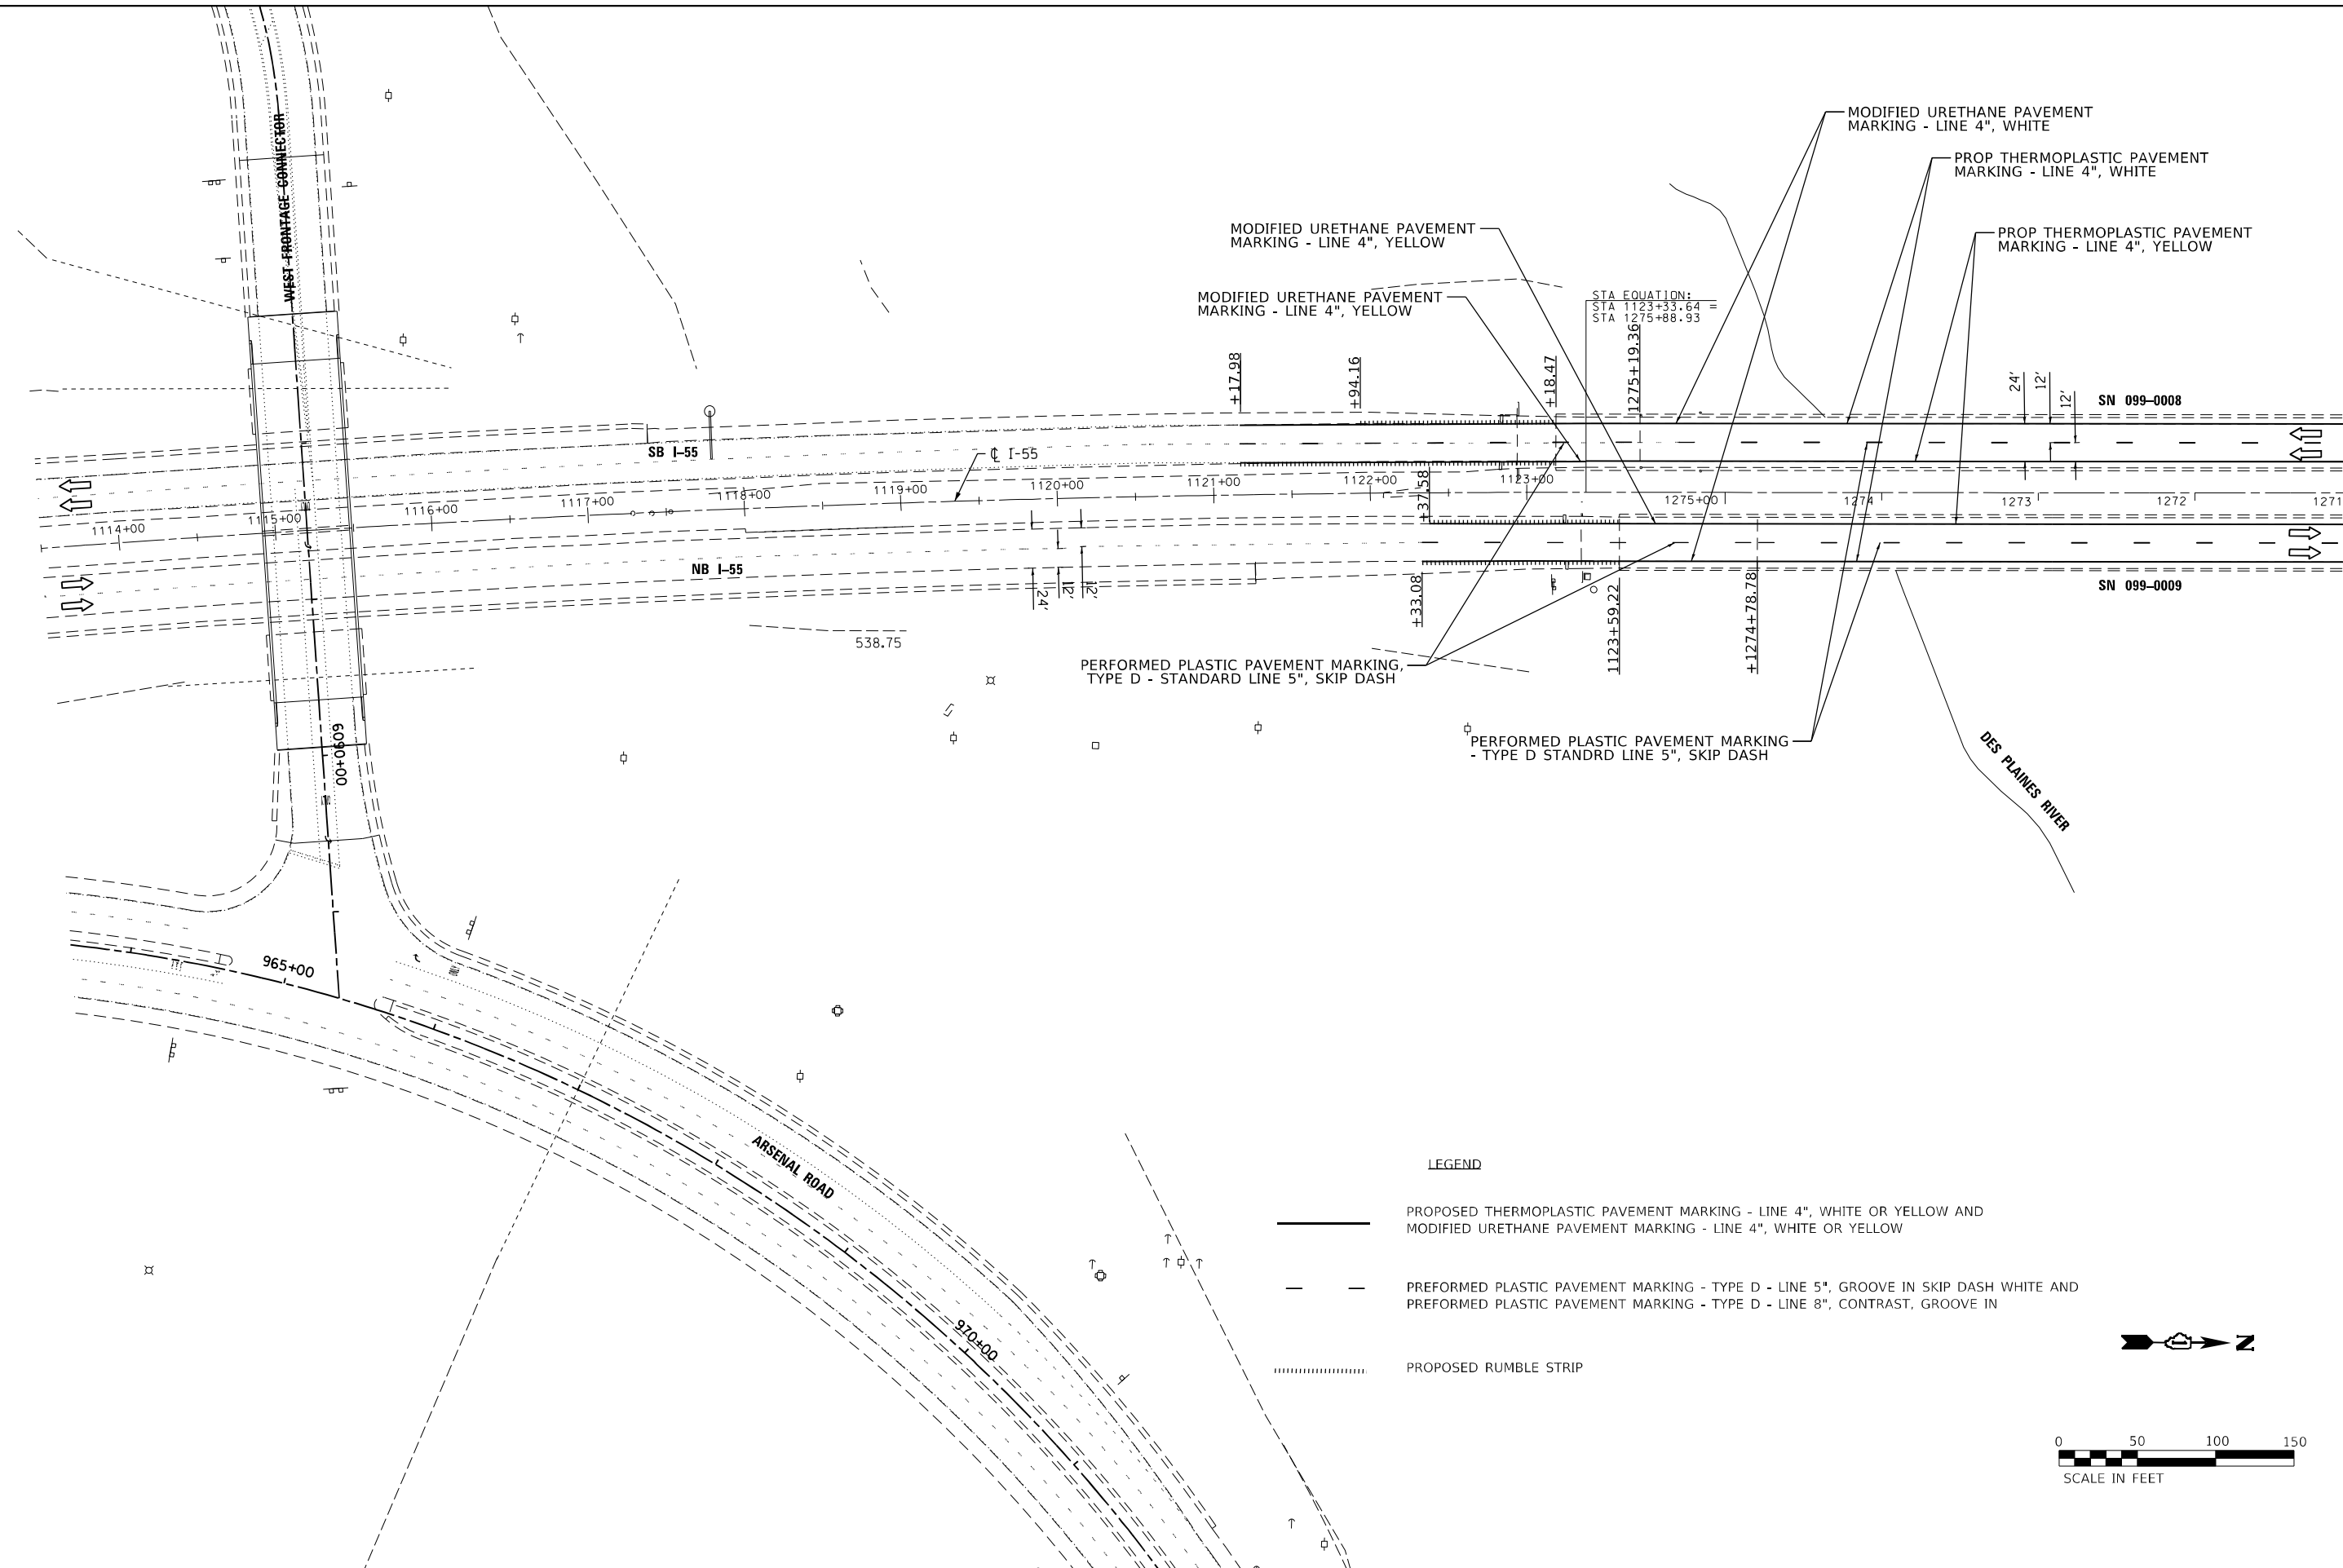 MODIFIED URETHANE PAVEMENT
MARKING - LINE 4", WHITE
PROP THERMOPLASTIC PAVEMENT
MARKING - LINE 4", WHITE
PROP THERMOPLASTIC PAVEMENT
MARKING - LINE 4", YELLOW
MODIFIED URETHANE PAVEMENT
MARKING - LINE 4", YELLOW
MODIFIED URETHANE PAVEMENT
MARKING - LINE 4", YELLOW
STA EQUATION:
STA 1123+33.64 =
STA 1275+88.93
WEST FRONTAGE CONNECTOR
+17.98
+94.16
+18.47
1275+19.36
24'
12'
12'
SN 099-0008
SB I-55
℄ I-55
1114+00
1115+00
1116+00
1117+00
1118+00
1119+00
1120+00
1121+00
1122+00
1123+00
1275+00
1274
1273
1272
1271
+37.58
NB I-55
24'
12'
12'
+33.08
1123+59.22
+1274+78.78
SN 099-0009
538.75
PERFORMED PLASTIC PAVEMENT MARKING,
TYPE D - STANDARD LINE 5", SKIP DASH
PERFORMED PLASTIC PAVEMENT MARKING
- TYPE D STANDRD LINE 5", SKIP DASH
DES PLAINES RIVER
0+00
965+00
ARSENAL ROAD
970+00
LEGEND
PROPOSED THERMOPLASTIC PAVEMENT MARKING - LINE 4", WHITE OR YELLOW AND
MODIFIED URETHANE PAVEMENT MARKING - LINE 4", WHITE OR YELLOW
PREFORMED PLASTIC PAVEMENT MARKING - TYPE D - LINE 5", GROOVE IN SKIP DASH WHITE AND
PREFORMED PLASTIC PAVEMENT MARKING - TYPE D - LINE 8", CONTRAST, GROOVE IN
PROPOSED RUMBLE STRIP
N
0 50 100 150
SCALE IN FEET